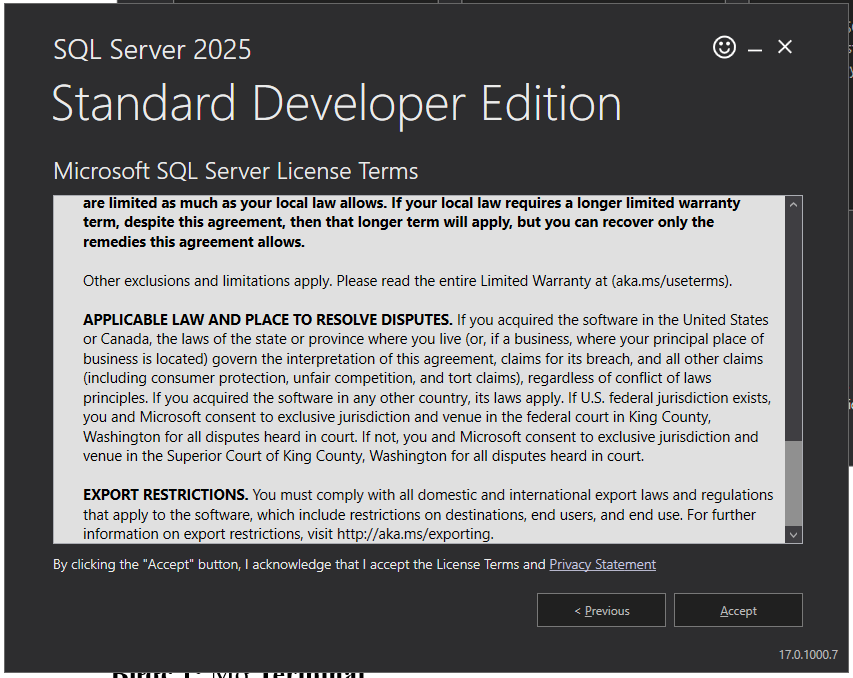 SQL Server 2025
Standard Developer Edition
Microsoft SQL Server License Terms
are limited as much as your local law allows. If your local law requires a longer limited warranty
term, despite this agreement, then that longer term will apply, but you can recover only the
remedies this agreement allows.
Other exclusions and limitations apply. Please read the entire Limited Warranty at (aka.ms/useterms).
APPLICABLE LAW AND PLACE TO RESOLVE DISPUTES. If you acquired the software in the United States
or Canada, the laws of the state or province where you live (or, if a business, where your principal place of
business is located) govern the interpretation of this agreement, claims for its breach, and all other claims
(including consumer protection, unfair competition, and tort claims), regardless of conflict of laws
principles. If you acquired the software in any other country, its laws apply. If U.S. federal jurisdiction exists,
you and Microsoft consent to exclusive jurisdiction and venue in the federal court in King County,
Washington for all disputes heard in court. If not, you and Microsoft consent to exclusive jurisdiction and
venue in the Superior Court of King County, Washington for all disputes heard in court.
EXPORT RESTRICTIONS. You must comply with all domestic and international export laws and regulations
that apply to the software, which include restrictions on destinations, end users, and end use. For further
information on export restrictions, visit http://aka.ms/exporting.
By clicking the "Accept" button, I acknowledge that I accept the License Terms and Privacy Statement
< Previous
Accept
17.0.1000.7